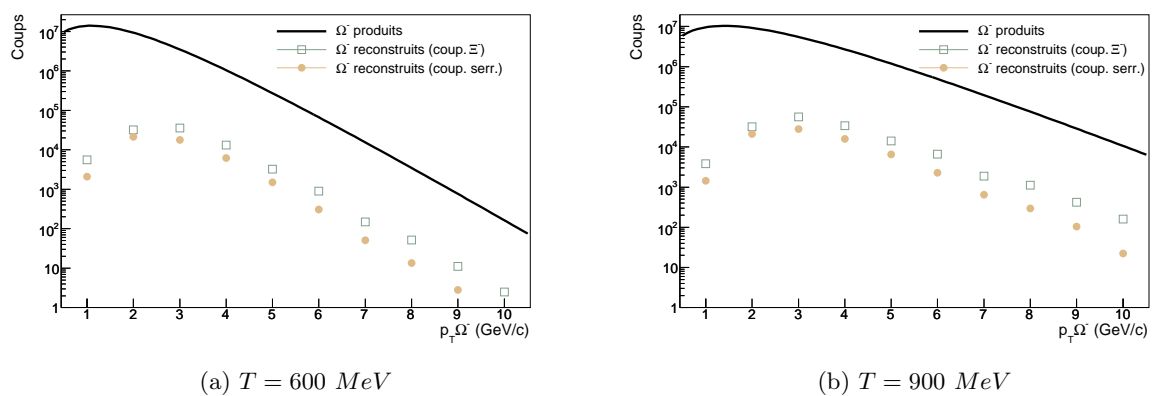 Coups
10⁷
10⁶
10⁵
10⁴
10³
10²
10
1
Ω⁻ produits
Ω⁻ reconstruits (coup. Ξ⁻)
Ω⁻ reconstruits (coup. serr.)
1 2 3 4 5 6 7 8 9 10
p_T Ω⁻ (GeV/c)
(a) T = 600 MeV
Coups
10⁷
10⁶
10⁵
10⁴
10³
10²
10
1
Ω⁻ produits
Ω⁻ reconstruits (coup. Ξ⁻)
Ω⁻ reconstruits (coup. serr.)
1 2 3 4 5 6 7 8 9 10
p_T Ω⁻ (GeV/c)
(b) T = 900 MeV